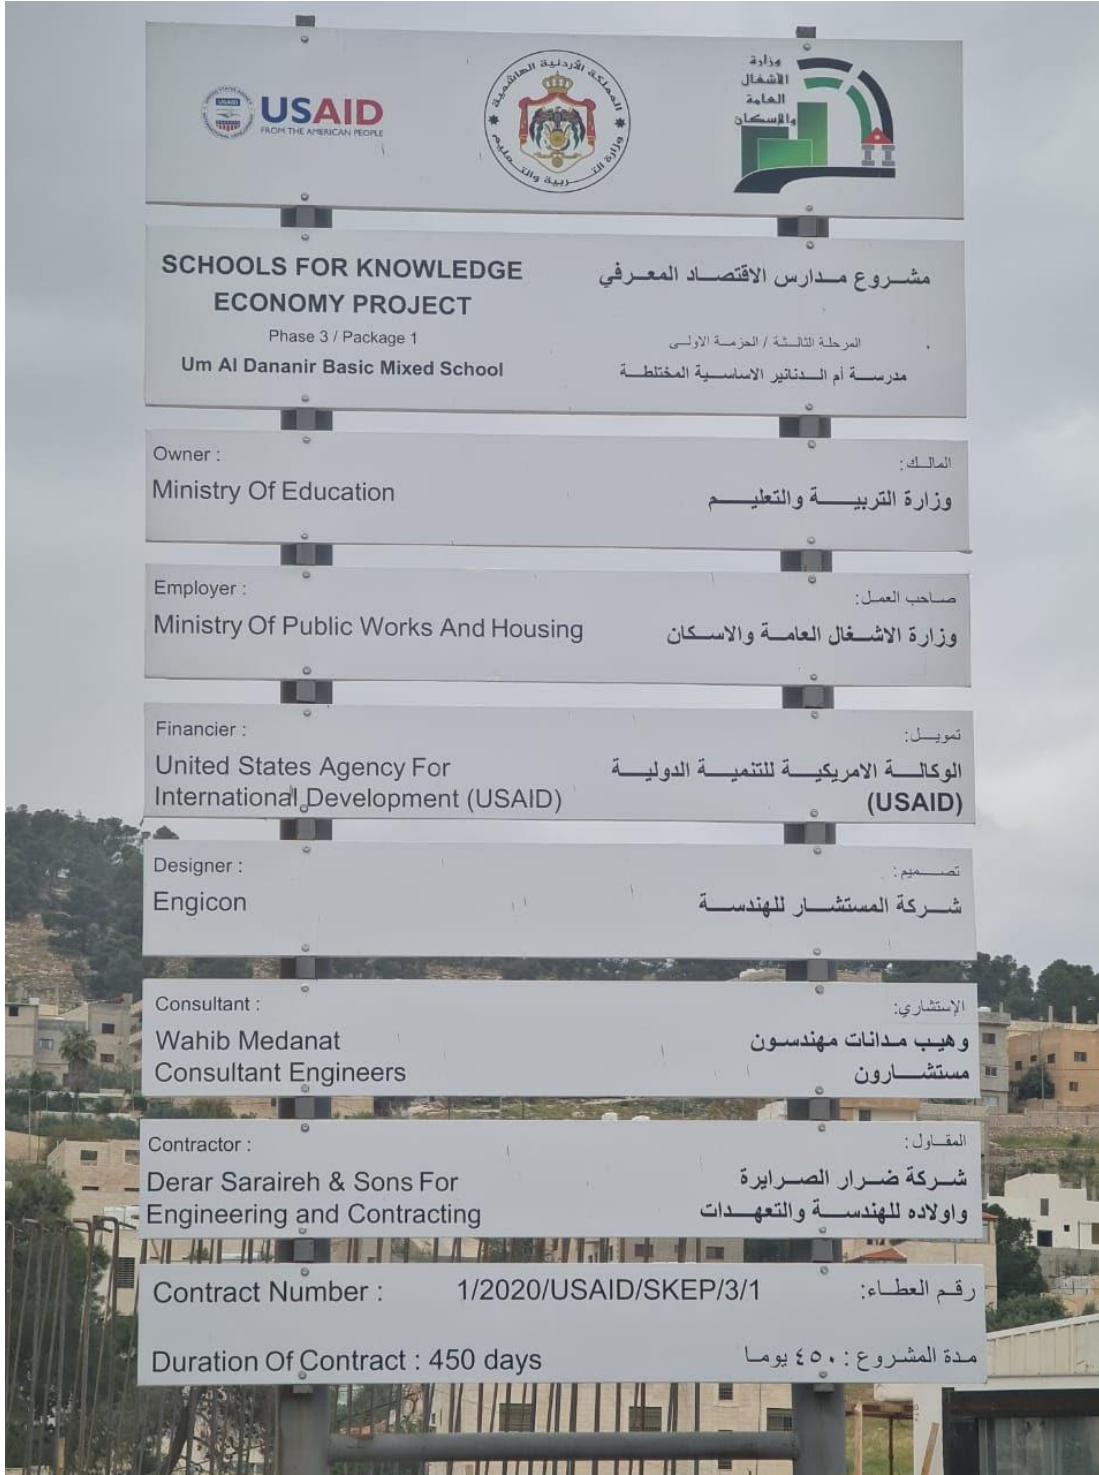 USAID
FROM THE AMERICAN PEOPLE
المملكة الأردنية الهاشمية
وزارة التربية والتعليم
وزارة
الأشغال
العامة
والإسكان
SCHOOLS FOR KNOWLEDGE
ECONOMY PROJECT
Phase 3 / Package 1
Um Al Dananir Basic Mixed School
مشروع مدارس الاقتصاد المعرفي
المرحلة الثالثة / الحزمة الاولى
مدرسة أم الدنانير الاساسية المختلطة
Owner :
Ministry Of Education
المالك:
وزارة التربية والتعليم
Employer :
Ministry Of Public Works And Housing
صاحب العمل:
وزارة الاشغال العامة والاسكان
Financier :
United States Agency For
International Development (USAID)
تمويل:
الوكالة الامريكية للتنمية الدولية
(USAID)
Designer :
Engicon
تصميم:
شركة المستشار للهندسة
Consultant :
Wahib Medanat
Consultant Engineers
الإستشاري:
وهيب مدانات مهندسون
مستشارون
Contractor :
Derar Saraireh & Sons For
Engineering and Contracting
المقاول:
شركة ضرار الصرايرة
واولاده للهندسة والتعهدات
Contract Number : 1/2020/USAID/SKEP/3/1 رقم العطاء:
Duration Of Contract : 450 days
مدة المشروع : ٤٥٠ يوما